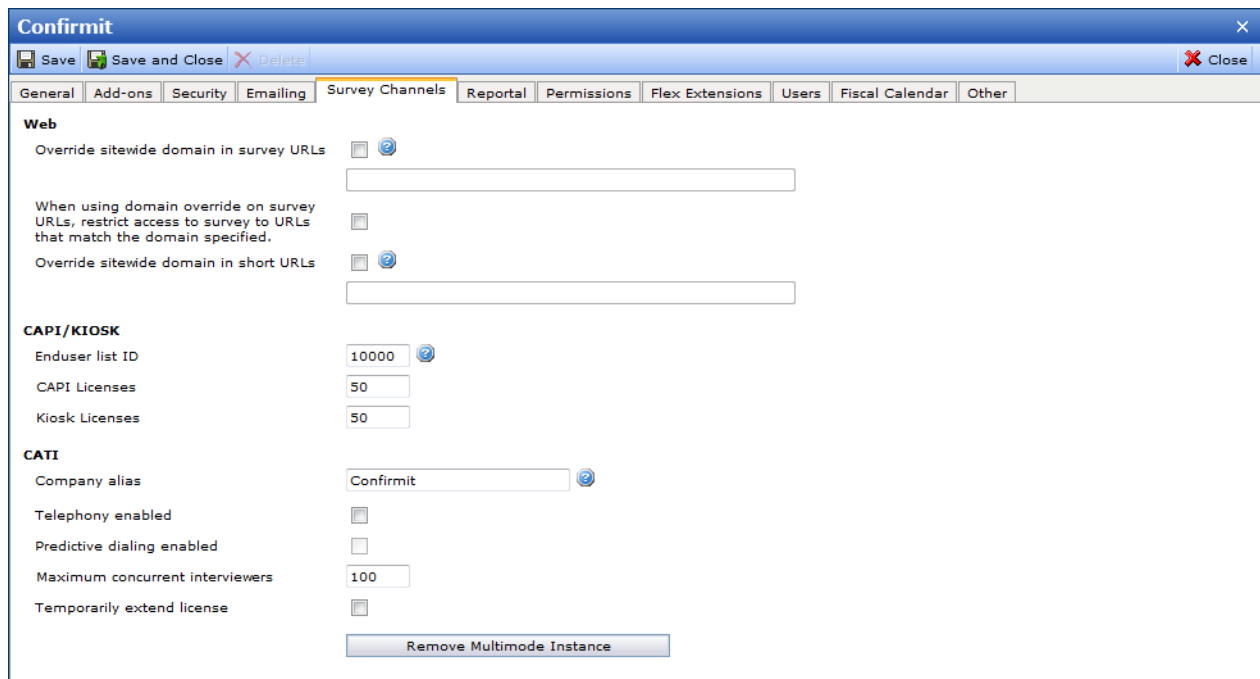 Confirmit
Save Save and Close Delete Close
General Add-ons Security Emailing Survey Channels Reportal Permissions Flex Extensions Users Fiscal Calendar Other
Web
Override sitewide domain in survey URLs
When using domain override on survey
URLs, restrict access to survey to URLs
that match the domain specified.
Override sitewide domain in short URLs
CAPI/KIOSK
Enduser list ID 10000
CAPI Licenses 50
Kiosk Licenses 50
CATI
Company alias Confirmit
Telephony enabled
Predictive dialing enabled
Maximum concurrent interviewers 100
Temporarily extend license
Remove Multimode Instance